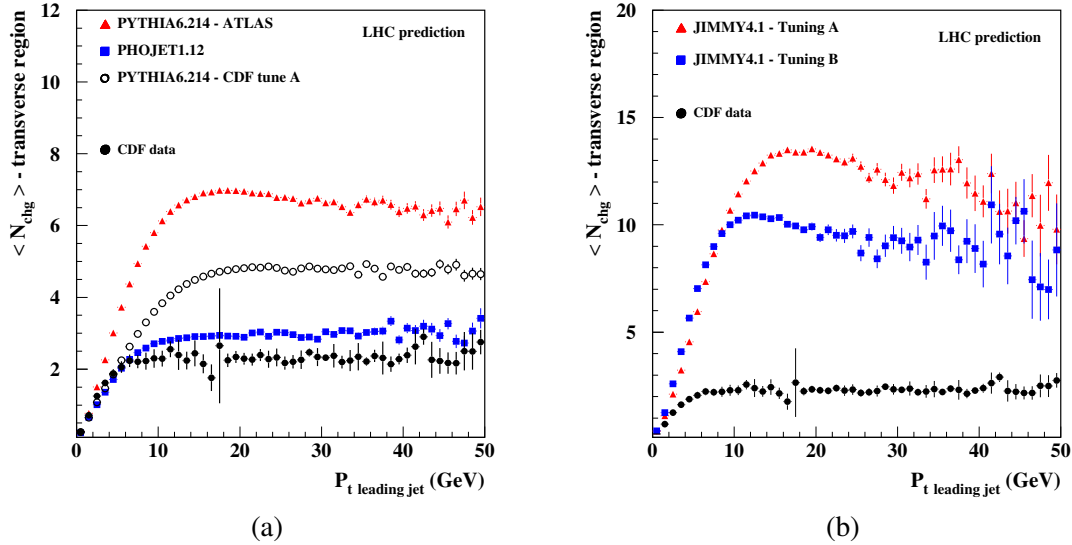 < N_chg > - transverse region
12
10
8
6
4
2
PYTHIA6.214 - ATLAS
PHOJET1.12
PYTHIA6.214 - CDF tune A
CDF data
LHC prediction
0
10
20
30
40
50
P_t leading jet (GeV)
(a)
< N_chg > - transverse region
20
15
10
5
JIMMY4.1 - Tuning A
JIMMY4.1 - Tuning B
CDF data
LHC prediction
0
10
20
30
40
50
P_t leading jet (GeV)
(b)